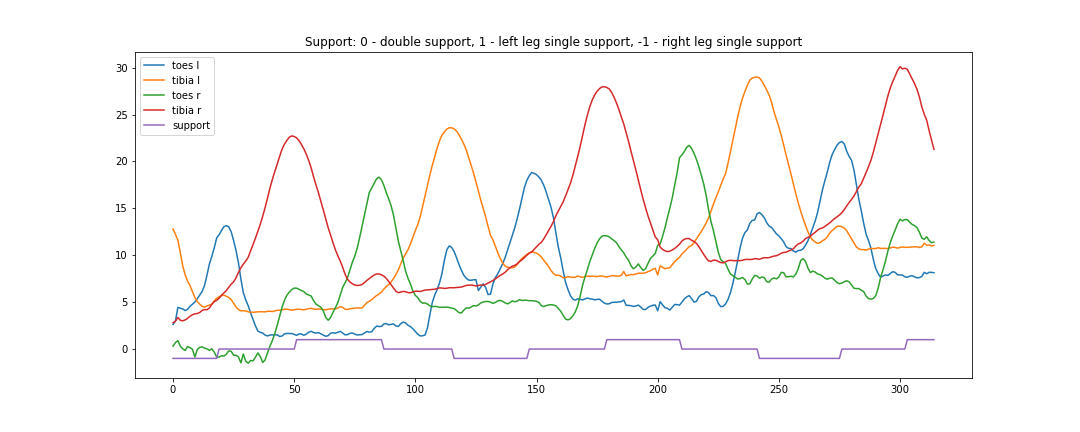 Support: 0 - double support, 1 - left leg single support, -1 - right leg single support
toes l
tibia l
toes r
tibia r
support
30
25
20
15
10
5
0
0 50 100 150 200 250 300